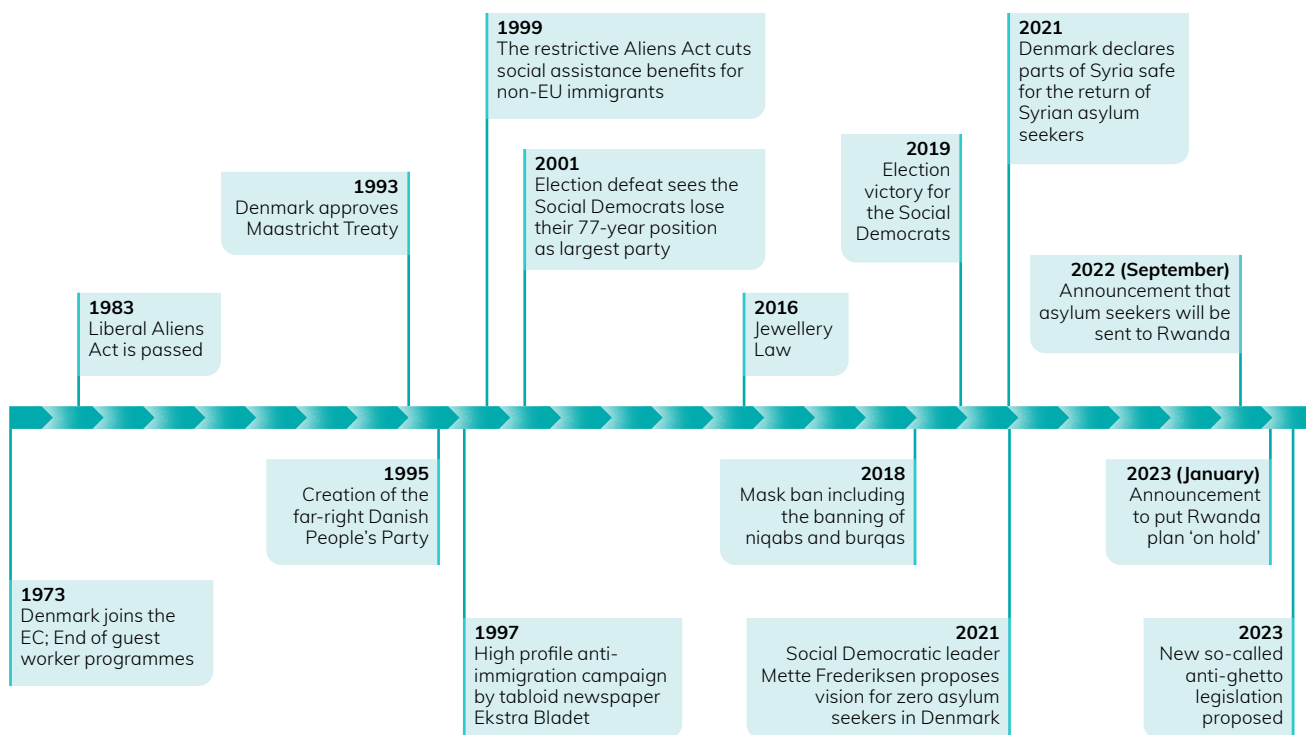 1999
The restrictive Aliens Act cuts
social assistance benefits for
non-EU immigrants
2021
Denmark declares
parts of Syria safe
for the return of
Syrian asylum
seekers
2001
Election defeat sees the
Social Democrats lose
their 77-year position
as largest party
2019
Election
victory for
the Social
Democrats
1993
Denmark approves
Maastricht Treaty
2022 (September)
Announcement that
asylum seekers will be
sent to Rwanda
1983
Liberal Aliens
Act is passed
2016
Jewellery
Law
1995
Creation of the
far-right Danish
People’s Party
2018
Mask ban including
the banning of
niqabs and burqas
2023 (January)
Announcement
to put Rwanda
plan ‘on hold’
1973
Denmark joins the
EC; End of guest
worker programmes
1997
High profile anti-
immigration campaign
by tabloid newspaper
Ekstra Bladet
2021
Social Democratic leader
Mette Frederiksen proposes
vision for zero asylum
seekers in Denmark
2023
New so-called
anti-ghetto
legislation
proposed